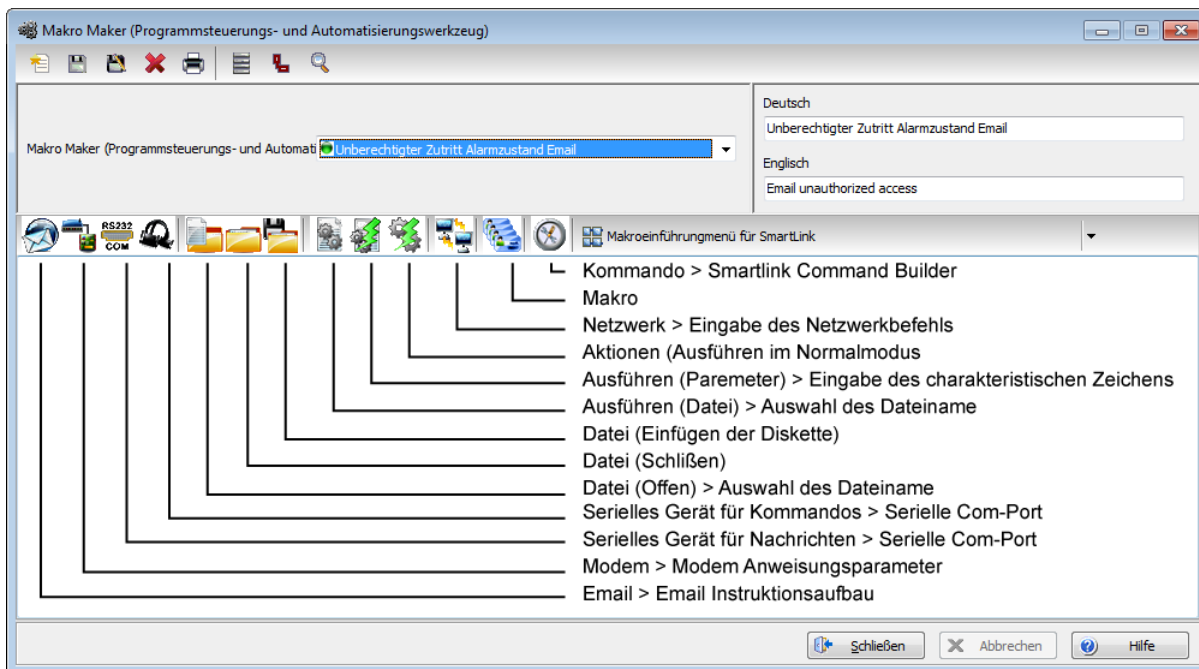 Makro Maker (Programmsteuerungs- und Automatisierungswerkzeug)
Deutsch
Unberechtigter Zutritt Alarmzustand Email
Makro Maker (Programmsteuerungs- und Automati
Unberechtigter Zutritt Alarmzustand Email
Englisch
Email unauthorized access
RS232
COM
Makroeinführungmenü für SmartLink
Kommando > Smartlink Command Builder
Makro
Netzwerk > Eingabe des Netzwerkbefehls
Aktionen (Ausführen im Normalmodus
Ausführen (Paremeter) > Eingabe des charakteristischen Zeichens
Ausführen (Datei) > Auswahl des Dateiname
Datei (Einfügen der Diskette)
Datei (Schlißen)
Datei (Offen) > Auswahl des Dateiname
Serielles Gerät für Kommandos > Serielle Com-Port
Serielles Gerät für Nachrichten > Serielle Com-Port
Modem > Modem Anweisungsparameter
Email > Email Instruktionsaufbau
Schließen
Abbrechen
Hilfe